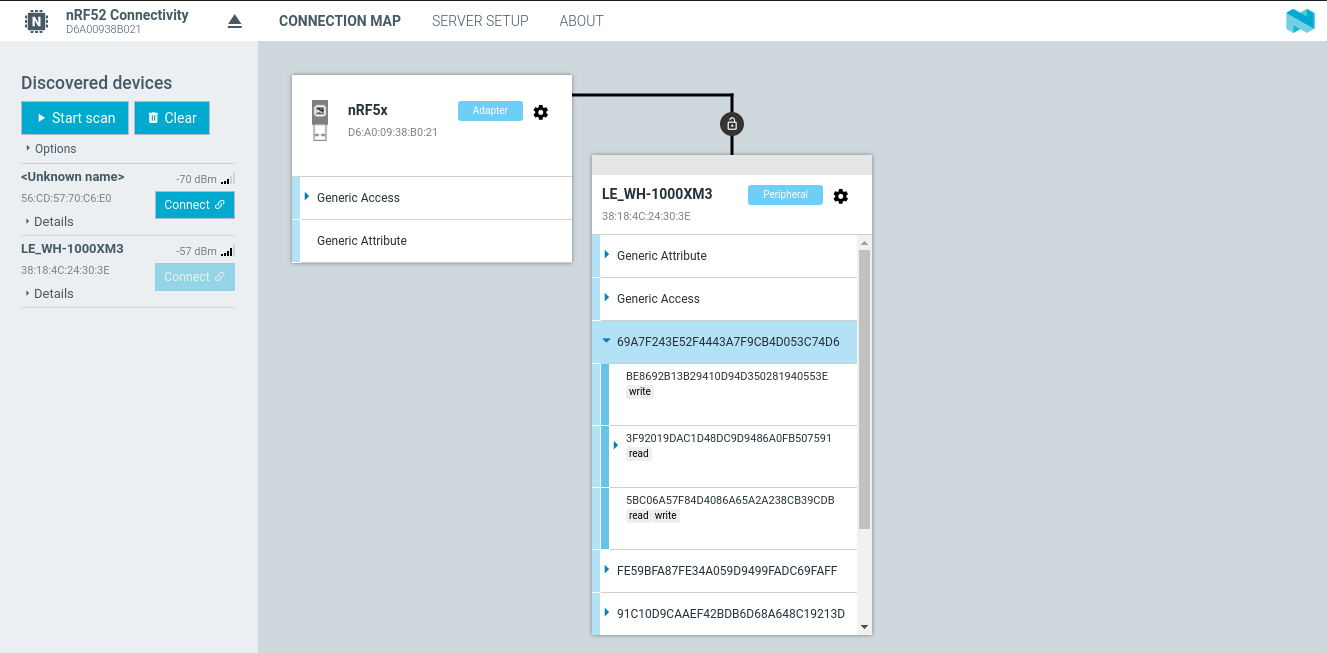 nRF52 Connectivity
D6A00938B021
CONNECTION MAP
SERVER SETUP
ABOUT
Discovered devices
Start scan
Clear
Options
<Unknown name>
-70 dBm
56:CD:57:70:C6:E0
Connect
Details
LE_WH-1000XM3
-57 dBm
38:18:4C:24:30:3E
Connect
Details
nRF5x
Adapter
D6:A0:09:38:B0:21
Generic Access
Generic Attribute
LE_WH-1000XM3
Peripheral
38:18:4C:24:30:3E
Generic Attribute
Generic Access
69A7F243E52F4443A7F9CB4D053C74D6
BE8692B13B29410D94D350281940553E
write
3F92019DAC1D48DC9D9486A0FB507591
read
5BC06A57F84D4086A65A2A238CB39CDB
read write
FE59BFA87FE34A059D9499FADC69FAFF
91C10D9CAAEF42BDB6D68A648C19213D